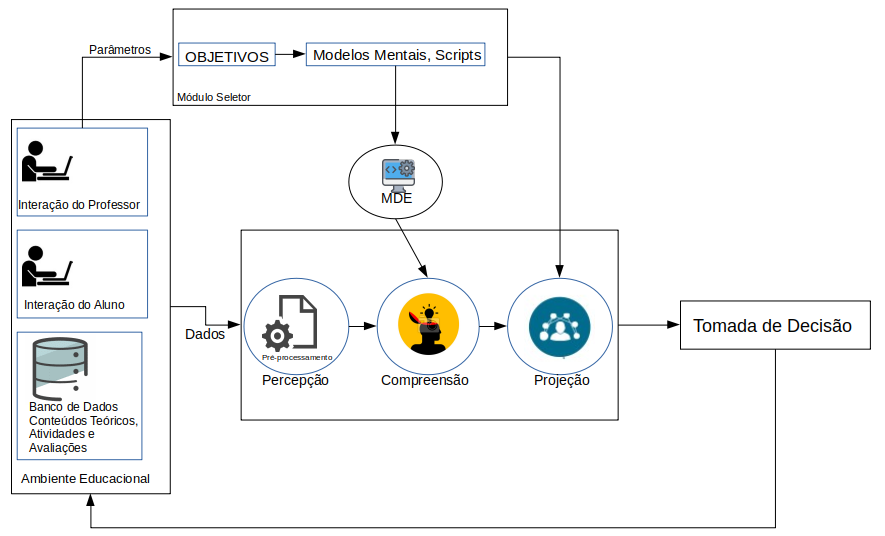 Parâmetros
OBJETIVOS
Modelos Mentais, Scripts
Módulo Seletor
MDE
Interação do Professor
Interação do Aluno
Banco de Dados
Conteúdos Teóricos,
Atividades e
Avaliações
Ambiente Educacional
Dados
Pré-processamento
Percepção
Compreensão
Projeção
Tomada de Decisão